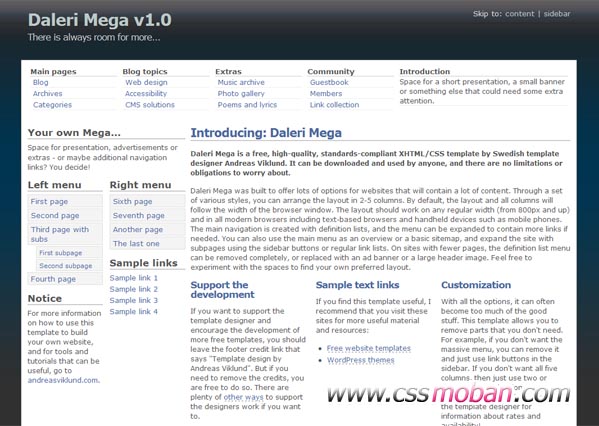 Daleri Mega v1.0
There is always room for more...
Skip to: content | sidebar
Main pages
Blog
Archives
Categories
Blog topics
Web design
Accessibility
CMS solutions
Extras
Music archive
Photo gallery
Poems and lyrics
Community
Guestbook
Members
Link collection
Introduction
Space for a short presentation, a small banner
or something else that could need some extra
attention.
Your own Mega...
Space for presentation, advertisements or
extras - or maybe additional navigation
links? You decide!
Left menu
First page
Second page
Third page with
subs
First subpage
Second subpage
Fourth page
Notice
For more information
on how to use this
template to build
your own website,
and for tools and
tutorials that can be
useful, go to
andreasviklund.com.
Right menu
Sixth page
Seventh page
Another page
The last one
Sample links
Sample link 1
Sample link 2
Sample link 3
Sample link 4
Introducing: Daleri Mega
Daleri Mega is a free, high-quality, standards-compliant XHTML/CSS template by Swedish template
designer Andreas Viklund. It can be downloaded and used by anyone, and there are no limitations or
obligations to worry about.
Daleri Mega was built to offer lots of options for websites that will contain a lot of content. Through a set
of various styles, you can arrange the layout in 2-5 columns. By default, the layout and all columns will
follow the width of the browser window. The layout should work on any regular width (from 800px and up)
and in all modern browsers including text-based browsers and handheld devices such as mobile phones.
The main navigation is created with definition lists, and the menu can be expanded to contain more links if
needed. You can also use the main menu as an overview or a basic sitemap, and expand the site with
subpages using the sidebar buttons or regular link lists. On sites with fewer pages, the definition list menu
can be removed completely, or replaced with an ad banner or a large header image. Feel free to
experiment with the spaces to find your own preferred layout.
Support the
development
If you want to support the
template designer and
encourage the development of
more free templates, you should
leave the footer credit link that
says "Template design by
Andreas Viklund". But if you
need to remove the credits, you
are free to do so. There are
plenty of other ways to support
the designers work if you want
to.
Sample text links
If you find this template useful, I
recommend that you visit these
sites for more useful material
and resources:
Free website templates
WordPress themes
Customization
With all the options, it can often
become too much of the good
stuff. This template allows you to
remove parts that you don't need.
For example, if you don't want
the massive menu, you can remove it
and just use link buttons in the
sidebar. If you don't want all five
columns, then just use two or
the template designer for
information about rates and
availability!
www.cssmoban.com